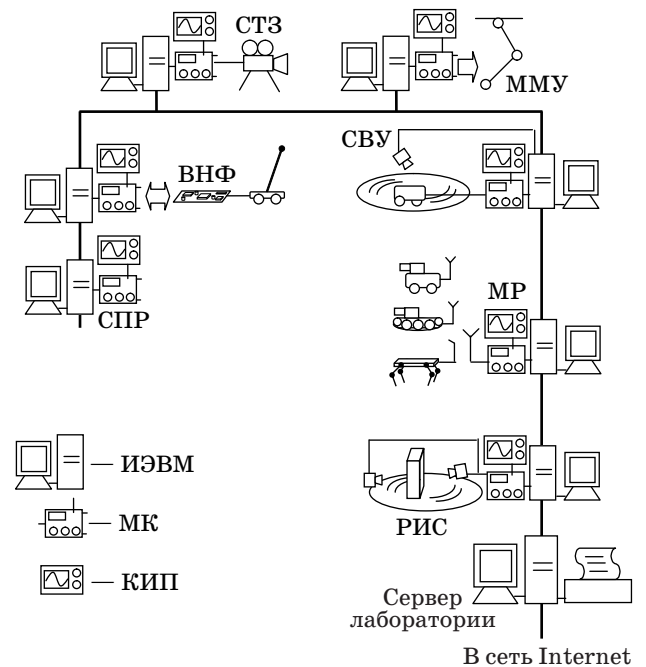 СТЗ
ММУ
ВНФ
СВУ
СПР
МР
— ИЭВМ
— МК
— КИП
РИС
Сервер
лаборатории
В сеть Internet